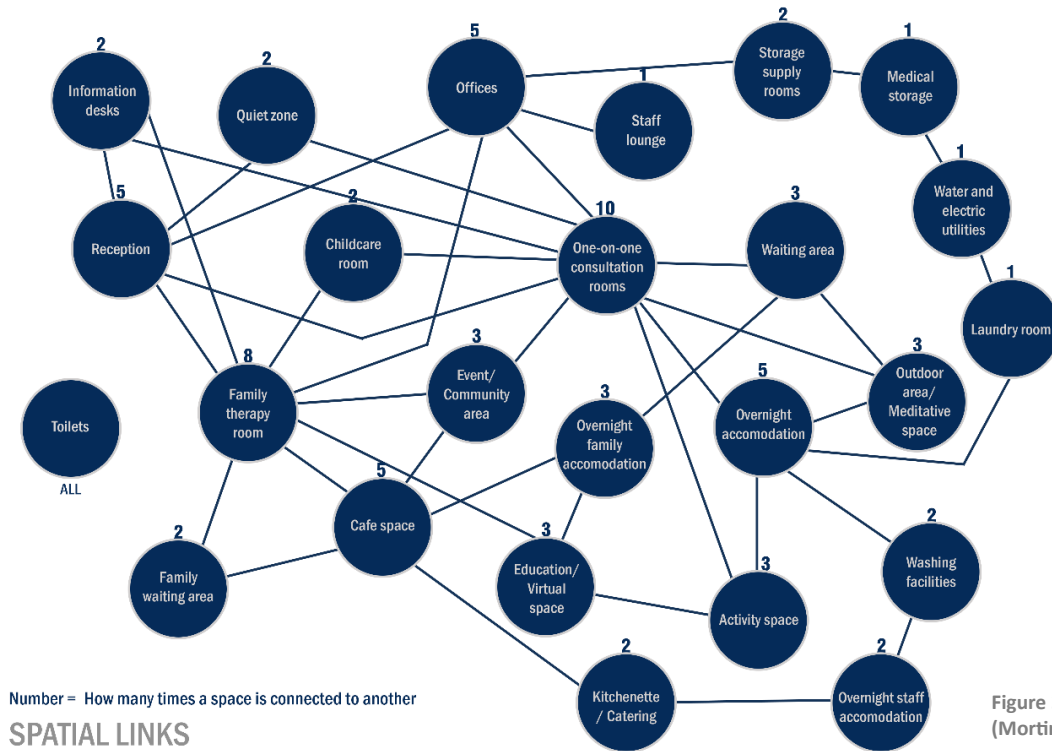 2
Information
desks
2
Quiet zone
5
Offices
1
Staff
lounge
2
Storage
supply
rooms
1
Medical
storage
5
Reception
2
Childcare
room
10
One-on-one
consultation
rooms
3
Waiting area
1
Water and
electric
utilities
1
Laundry room
Toilets
ALL
8
Family
therapy
room
3
Event/
Community
area
3
Overnight
family
accomodation
5
Overnight
accomodation
3
Outdoor
area/
Meditative
space
2
Family
waiting area
5
Cafe space
3
Education/
Virtual
space
3
Activity space
2
Washing
facilities
2
Kitchenette
/ Catering
2
Overnight staff
accomodation
Number = How many times a space is connected to another
SPATIAL LINKS
Figure
(Mortin